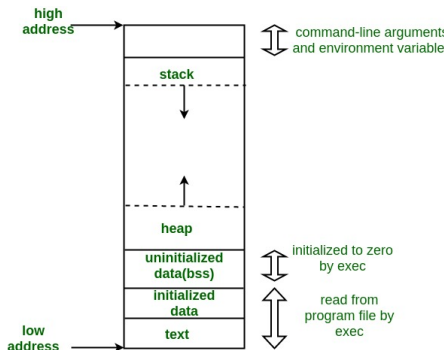 high
address
command-line arguments
and environment variable
stack
heap
uninitialized
data(bss)
initialized to zero
by exec
initialized
data
read from
program file by
exec
text
low
address